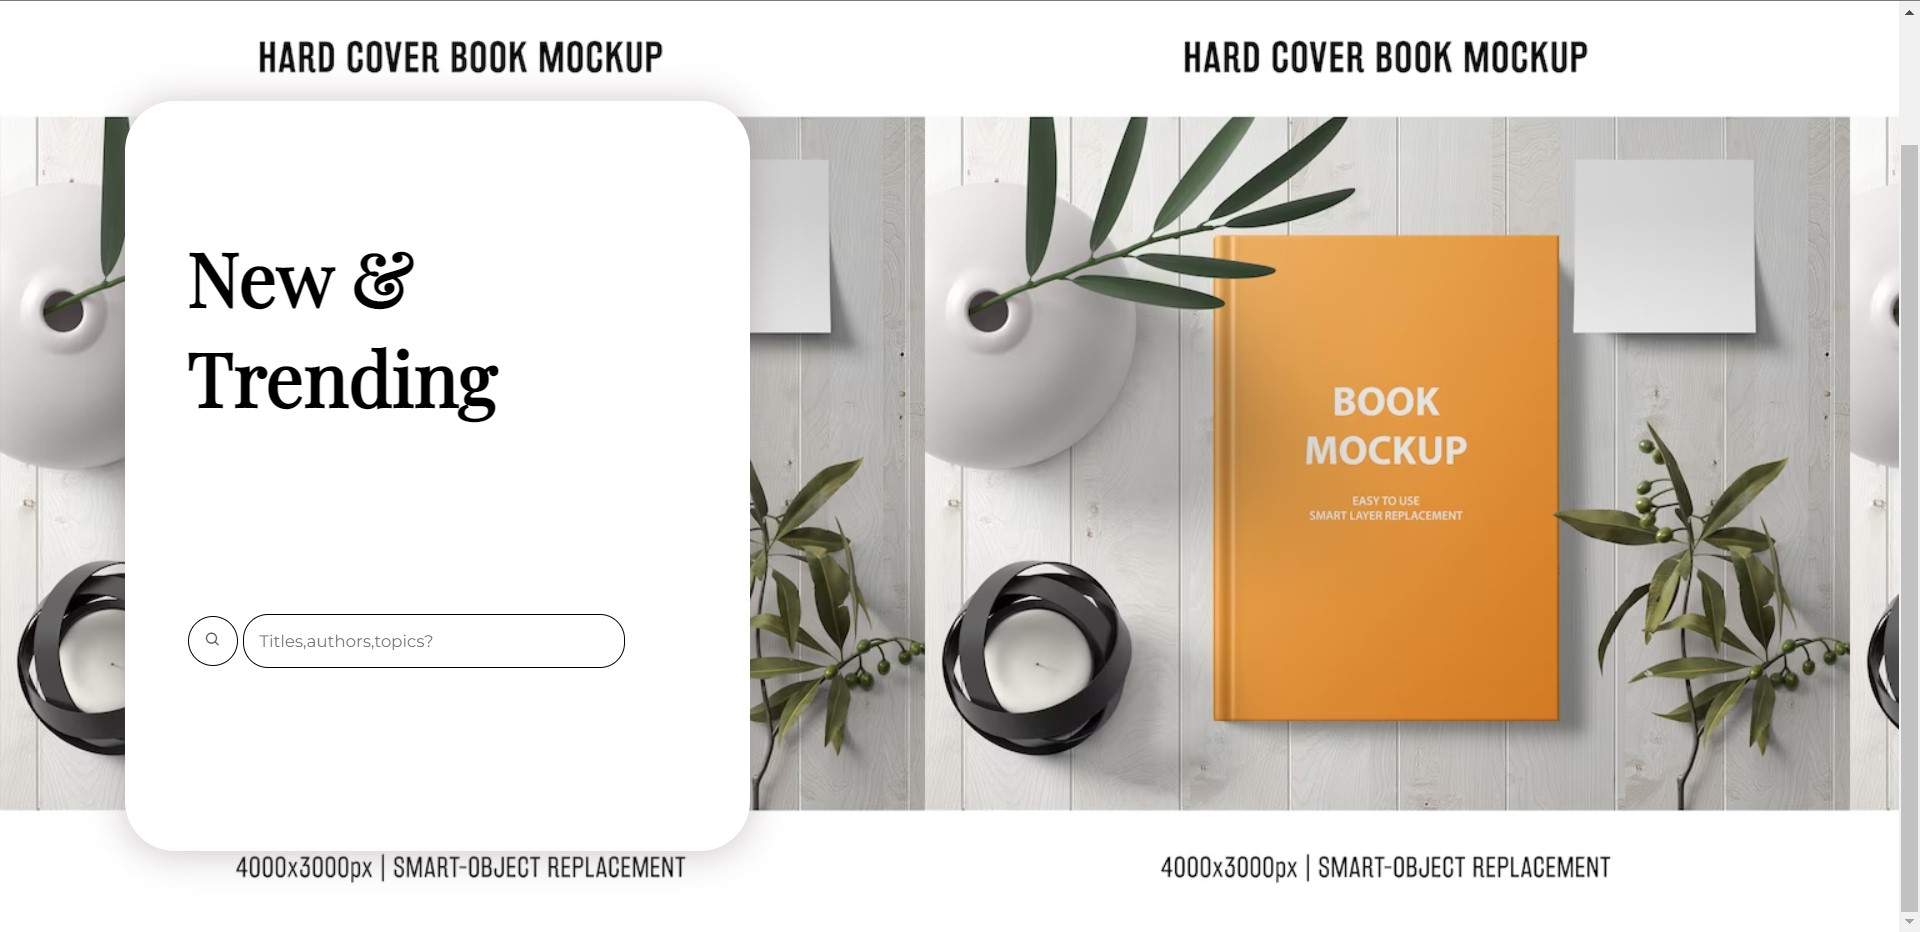 HARD COVER BOOK MOCKUP
HARD COVER BOOK MOCKUP
New &
Trending
Titles,authors,topics?
BOOK
MOCKUP
EASY TO USE
SMART LAYER REPLACEMENT
4000x3000px | SMART-OBJECT REPLACEMENT
4000x3000px | SMART-OBJECT REPLACEMENT